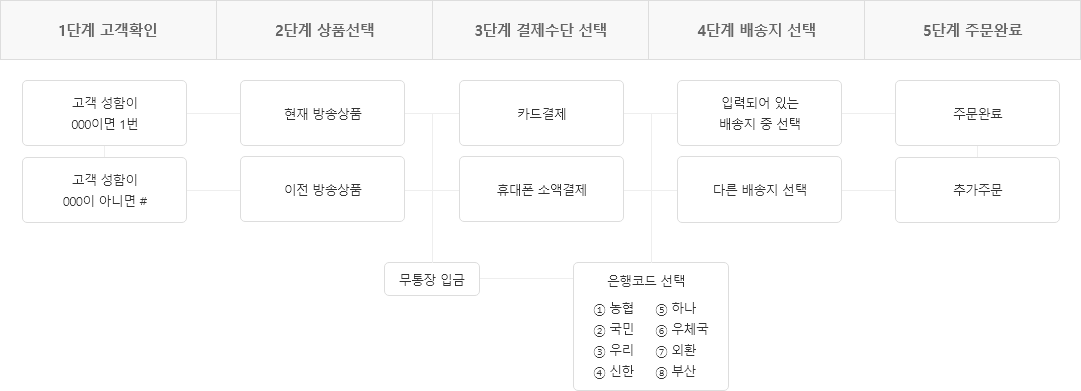 1단계 고객확인
2단계 상품선택
3단계 결제수단 선택
4단계 배송지 선택
5단계 주문완료
고객 성함이
000이면 1번
현재 방송상품
카드결제
입력되어 있는
배송지 중 선택
주문완료
고객 성함이
000이 아니면 #
이전 방송상품
휴대폰 소액결제
다른 배송지 선택
추가주문
무통장 입금
은행코드 선택
① 농협
⑤ 하나
② 국민
⑥ 우체국
③ 우리
⑦ 외환
④ 신한
⑧ 부산